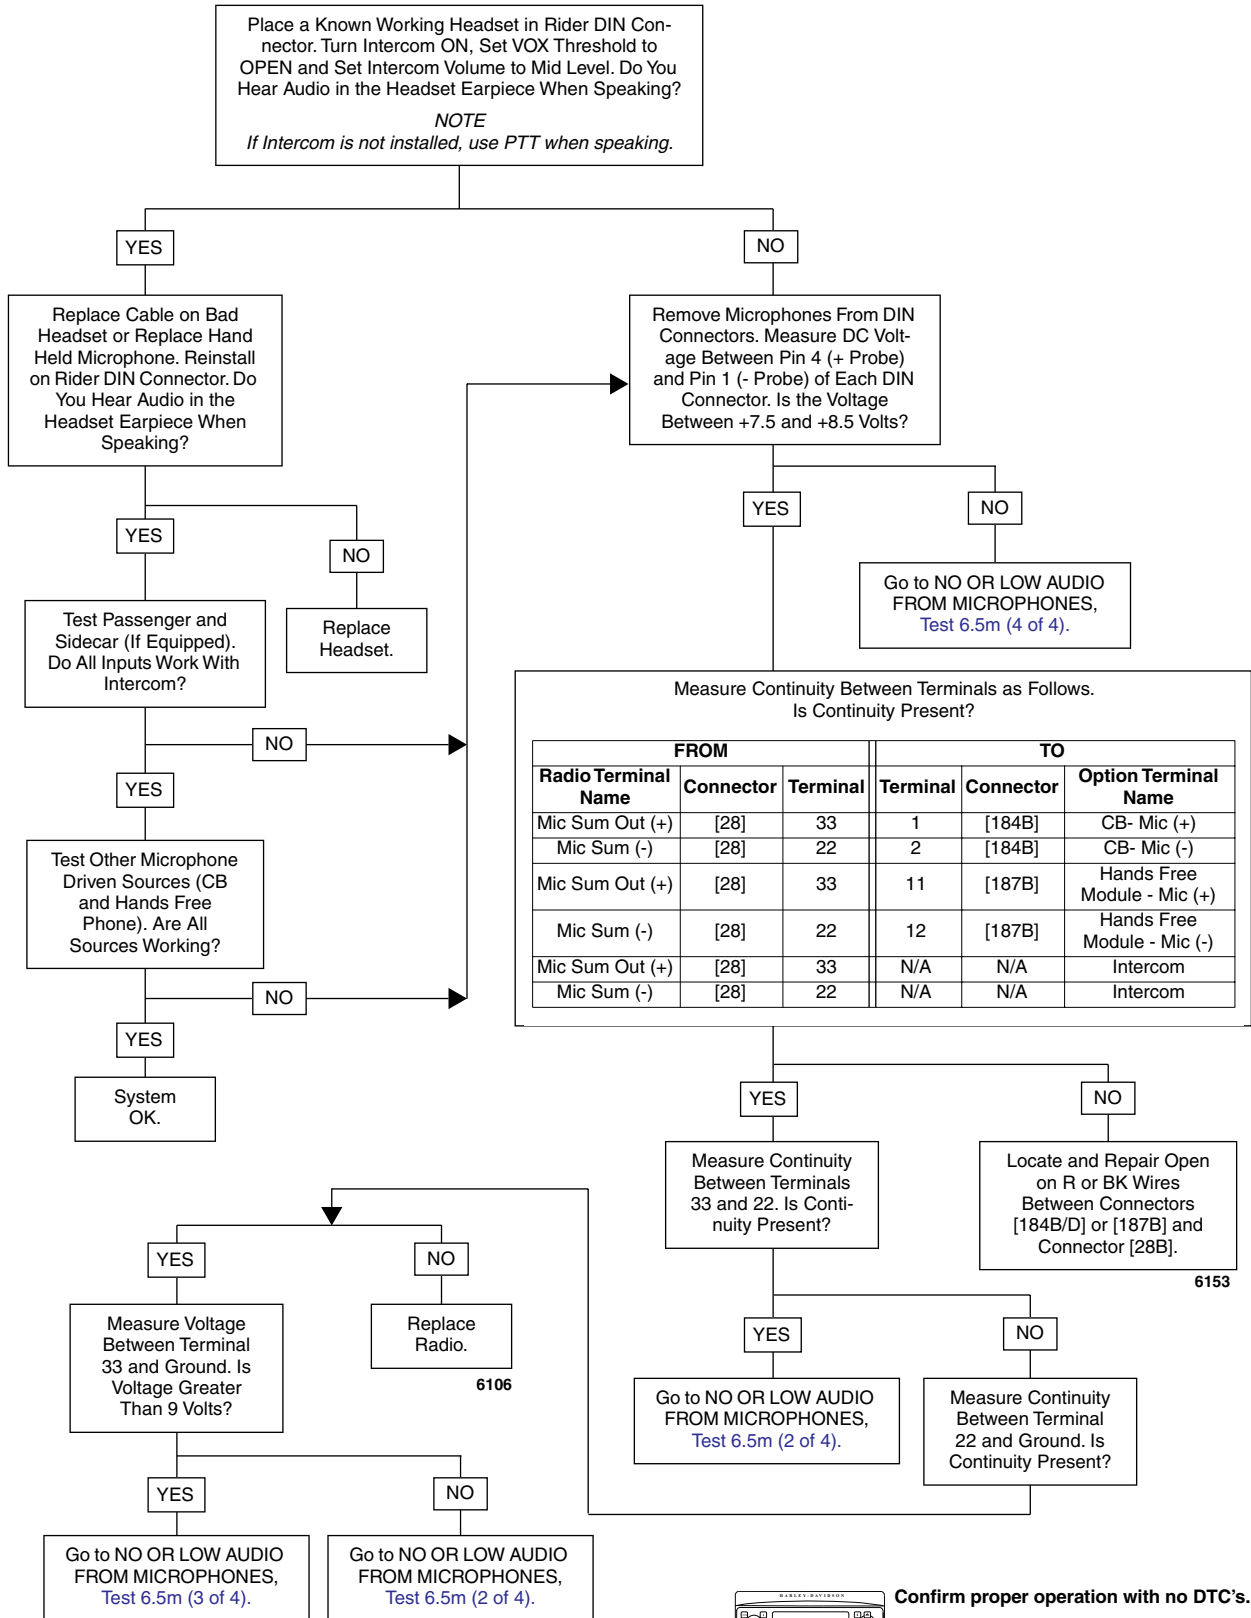 Place a Known Working Headset in Rider DIN Con-
nector. Turn Intercom ON, Set VOX Threshold to
OPEN and Set Intercom Volume to Mid Level. Do You
Hear Audio in the Headset Earpiece When Speaking?
NOTE
If Intercom is not installed, use PTT when speaking.
YES
NO
Replace Cable on Bad
Headset or Replace Hand
Held Microphone. Reinstall
on Rider DIN Connector. Do
You Hear Audio in the
Headset Earpiece When
Speaking?
Remove Microphones From DIN
Connectors. Measure DC Volt-
age Between Pin 4 (+ Probe)
and Pin 1 (- Probe) of Each DIN
Connector. Is the Voltage
Between +7.5 and +8.5 Volts?
YES
NO
YES
NO
Test Passenger and
Sidecar (If Equipped).
Do All Inputs Work With
Intercom?
Replace
Headset.
Go to NO OR LOW AUDIO
FROM MICROPHONES,
Test 6.5m (4 of 4).
NO
YES
Measure Continuity Between Terminals as Follows.
Is Continuity Present?
FROM TO
Radio Terminal Name Connector Terminal Terminal Connector Option Terminal Name
Mic Sum Out (+) [28] 33 1 [184B] CB- Mic (+)
Mic Sum (-) [28] 22 2 [184B] CB- Mic (-)
Mic Sum Out (+) [28] 33 11 [187B] Hands Free Module - Mic (+)
Mic Sum (-) [28] 22 12 [187B] Hands Free Module - Mic (-)
Mic Sum Out (+) [28] 33 N/A N/A Intercom
Mic Sum (-) [28] 22 N/A N/A Intercom
Test Other Microphone
Driven Sources (CB
and Hands Free
Phone). Are All
Sources Working?
NO
YES
System
OK.
YES
NO
Measure Continuity
Between Terminals
33 and 22. Is Conti-
nuity Present?
Locate and Repair Open
on R or BK Wires
Between Connectors
[184B/D] or [187B] and
Connector [28B].
6153
YES
NO
Go to NO OR LOW AUDIO
FROM MICROPHONES,
Test 6.5m (2 of 4).
Measure Continuity
Between Terminal
22 and Ground. Is
Continuity Present?
YES
NO
Measure Voltage
Between Terminal
33 and Ground. Is
Voltage Greater
Than 9 Volts?
Replace
Radio.
6106
YES
NO
Go to NO OR LOW AUDIO
FROM MICROPHONES,
Test 6.5m (3 of 4).
Go to NO OR LOW AUDIO
FROM MICROPHONES,
Test 6.5m (2 of 4).
HARLEY-DAVIDSON
Confirm proper operation with no DTC's.